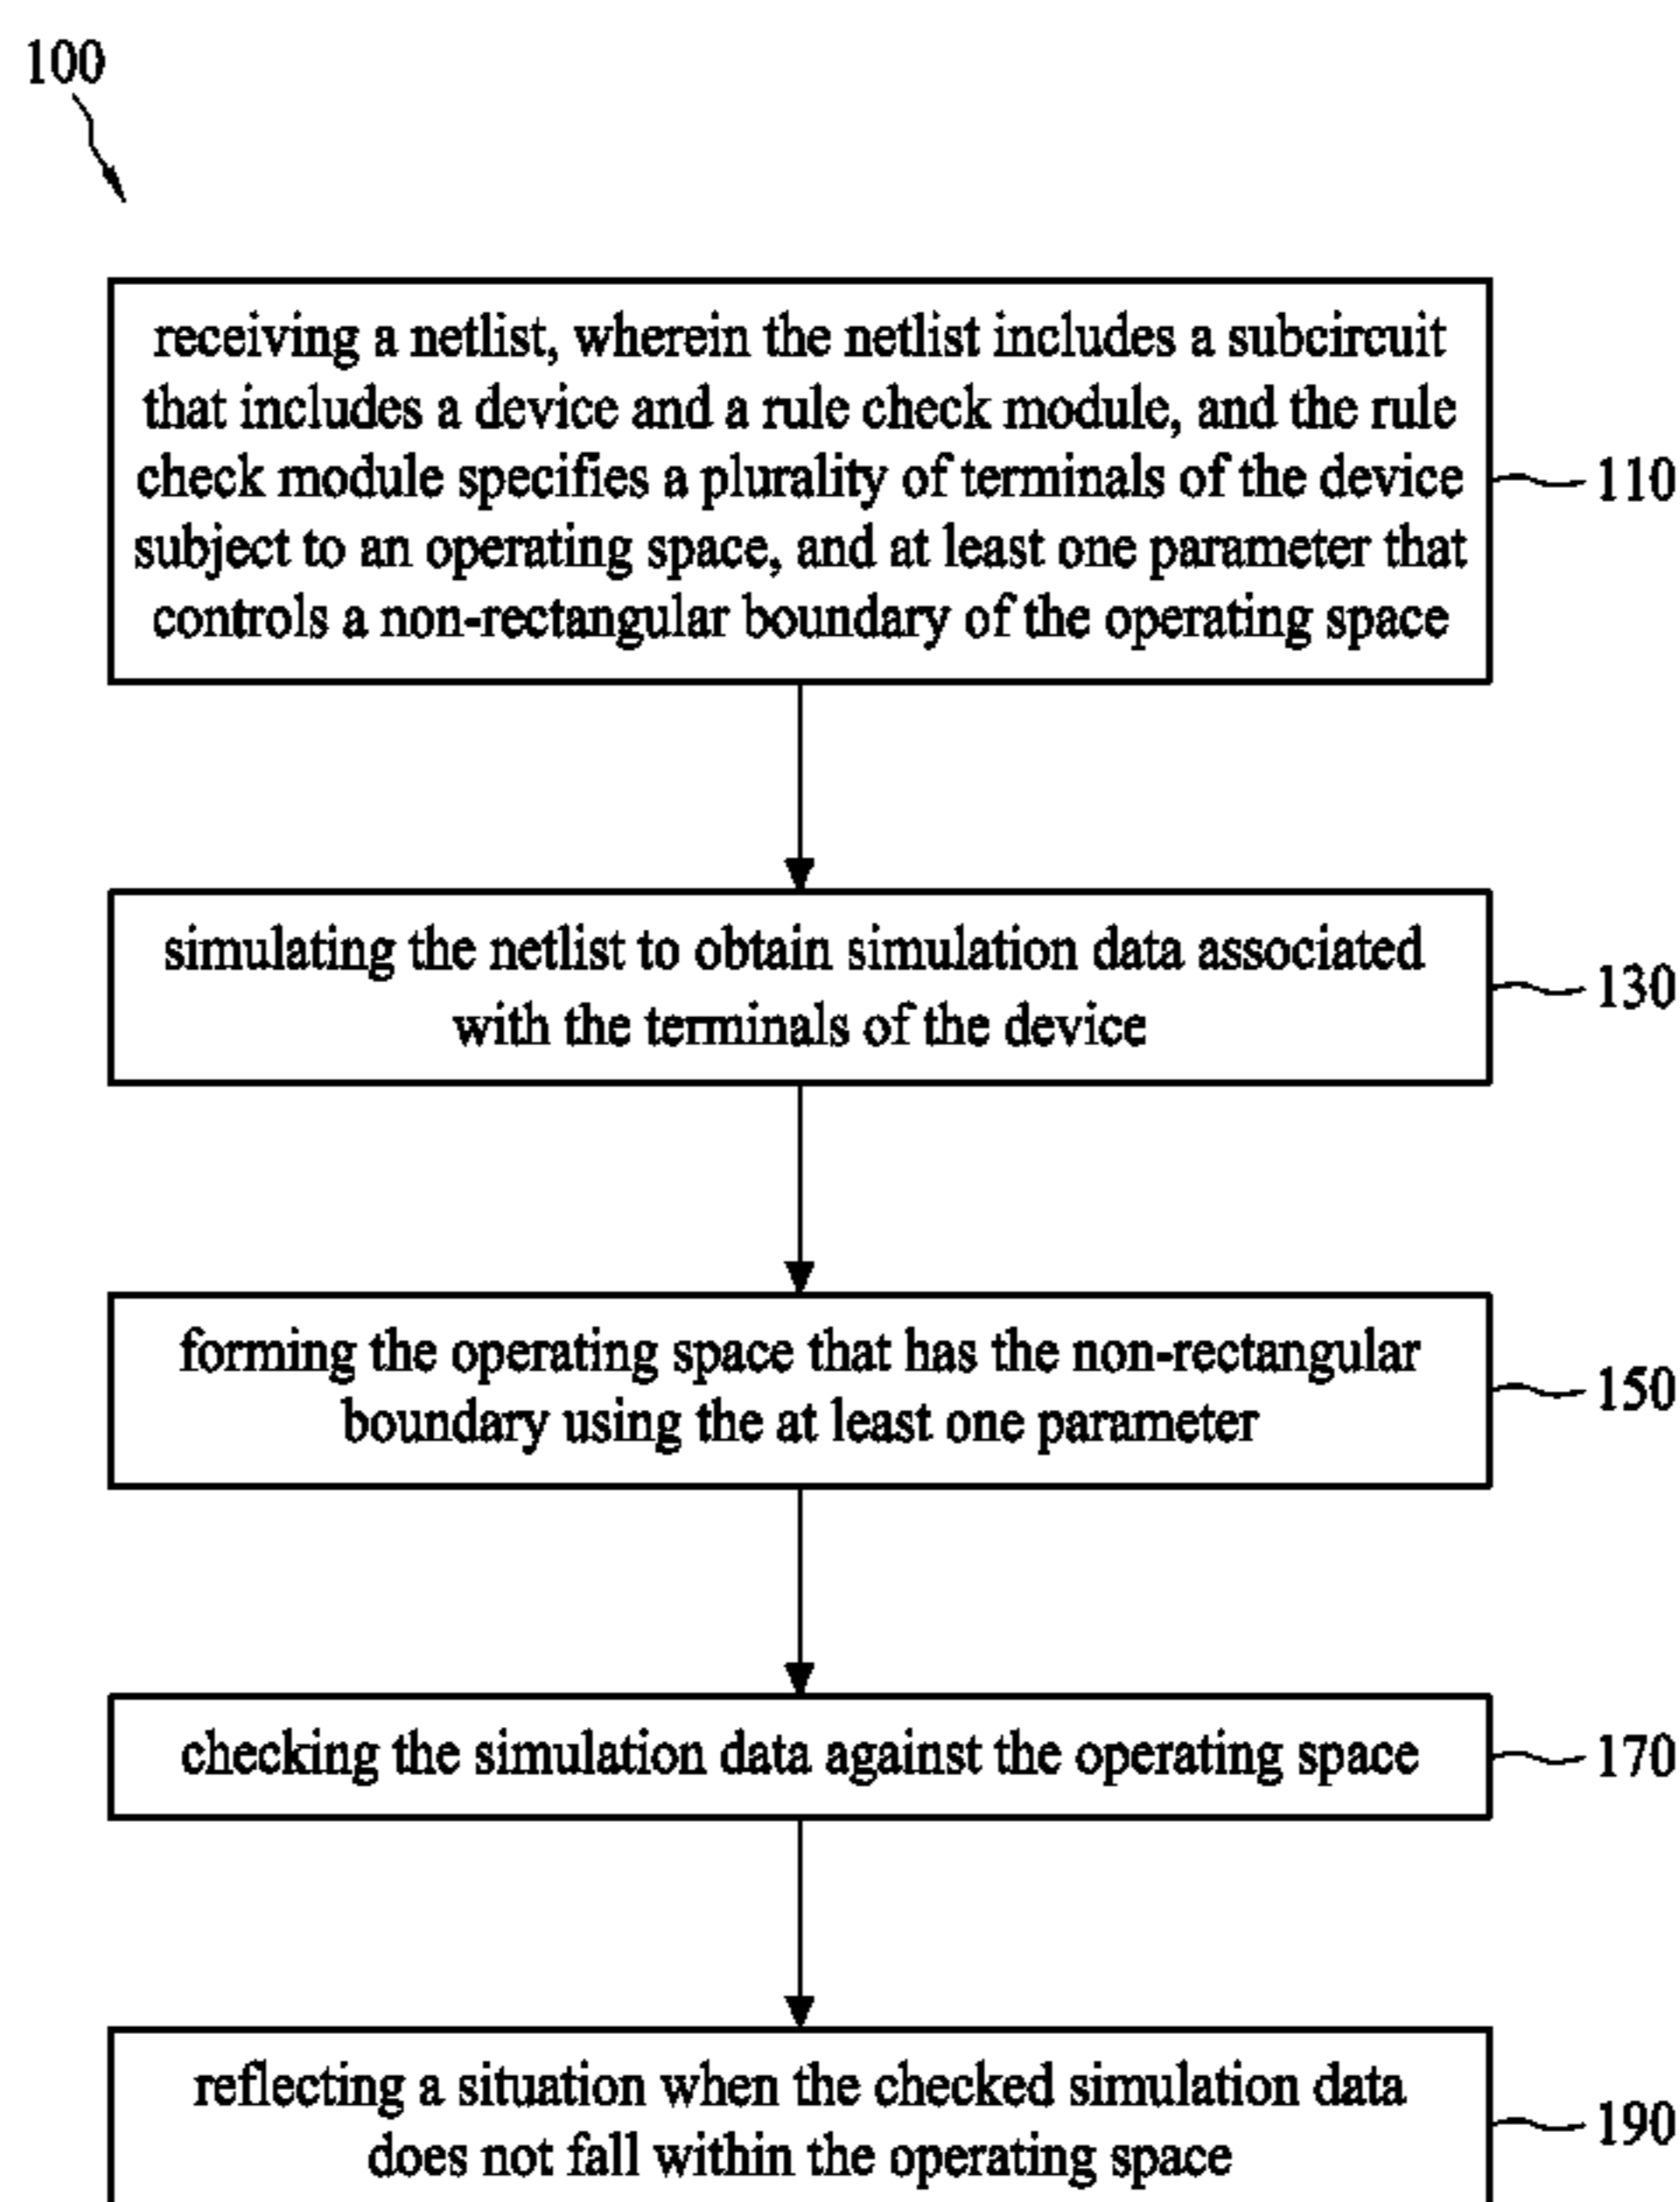 100
receiving a netlist, wherein the netlist includes a subcircuit
that includes a device and a rule check module, and the rule
check module specifies a plurality of terminals of the device
subject to an operating space, and at least one parameter that
controls a non-rectangular boundary of the operating space
110
simulating the netlist to obtain simulation data associated
with the terminals of the device
130
forming the operating space that has the non-rectangular
boundary using the at least one parameter
150
checking the simulation data against the operating space
170
reflecting a situation when the checked simulation data
does not fall within the operating space
190